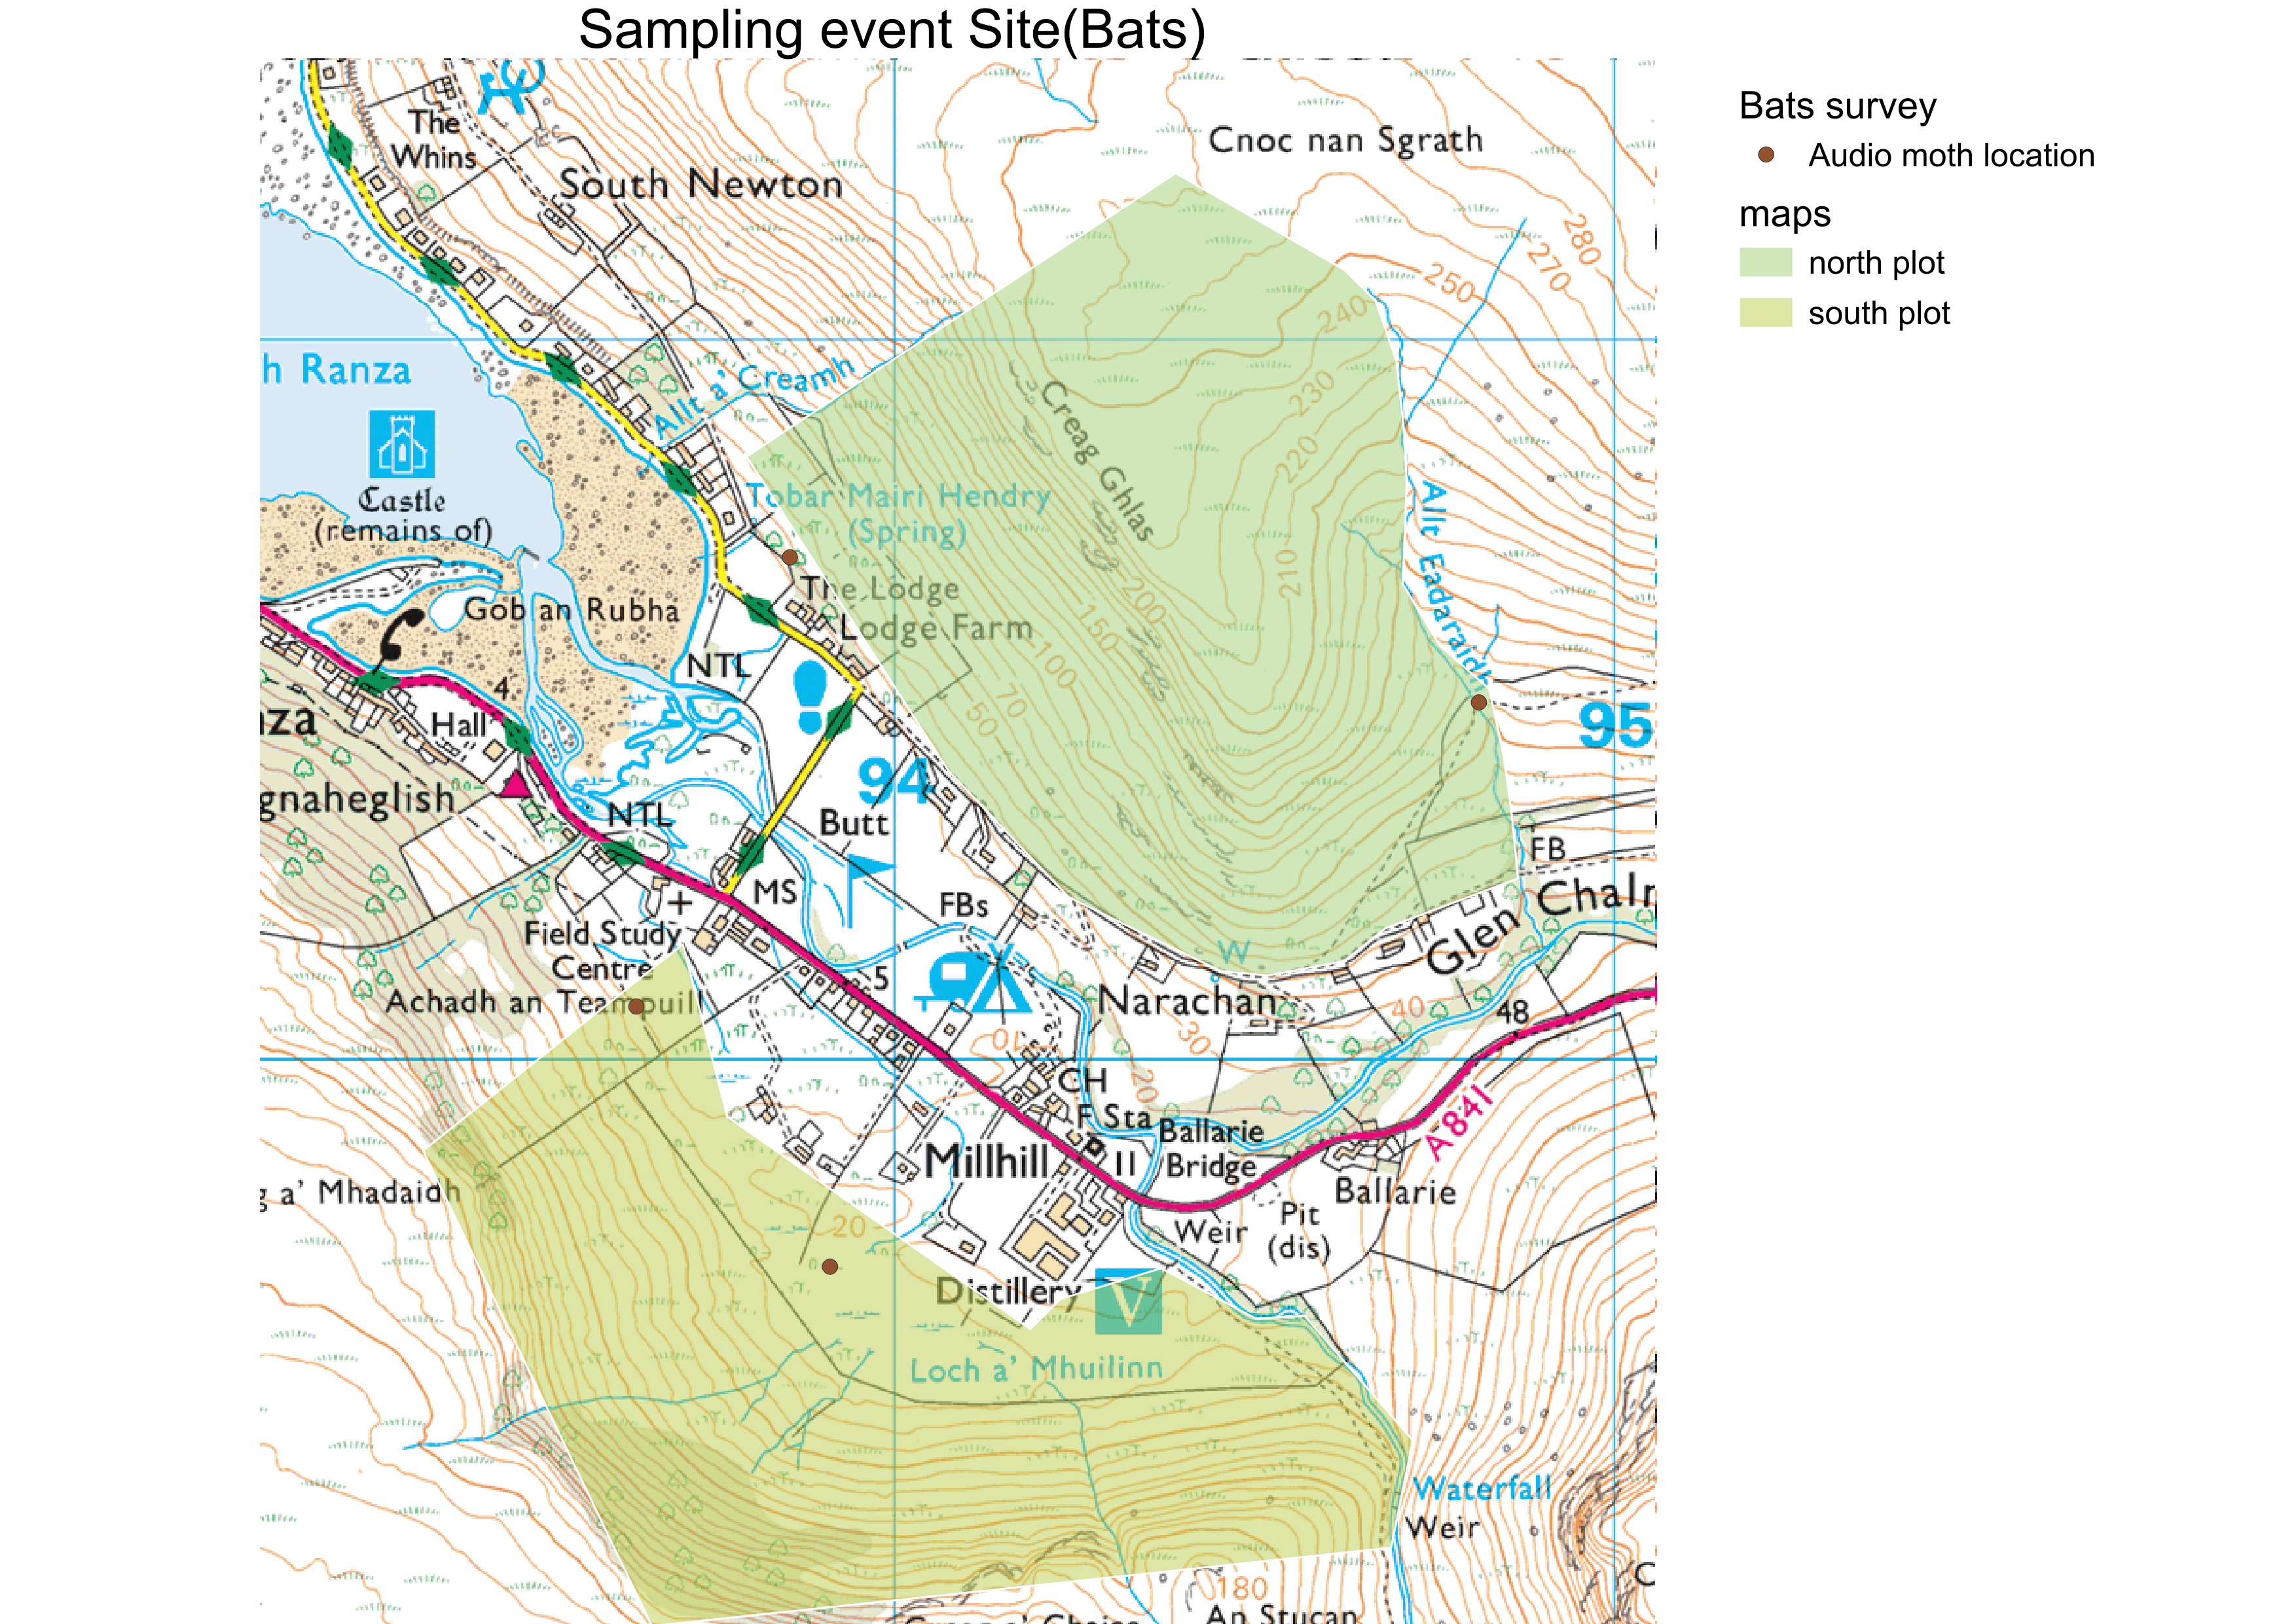 Sampling event Site(Bats)
Bats survey
Audio moth location
maps
north plot
south plot
The
Whins
South Newton
Cnoc nan Sgrath
280
270
250
240
230
220
210
h Ranza
Allt a' Creamh
Creag Ghlas
Castle
(remains of)
Tobar Mairi Hendry
(Spring)
Allt Eadaraidh
The Lodge
Lodge Farm
Gob an Rubha
200
150
100
70
50
NTL
4
nza
Hall
95
94
gnaheglish
NTL
Butt
FB
MS
FBs
Glen Chalm
Field Study
Centre
W
5
Achadh an Teampuill
Narachan
40
48
30
10
20
CH
F Sta
Ballarie
Bridge
A841
Millhill
11
g a' Mhadaidh
Ballarie
20
Weir
Pit
(dis)
Distillery
V
Loch a' Mhuilinn
Waterfall
Weir
180
An Stucan